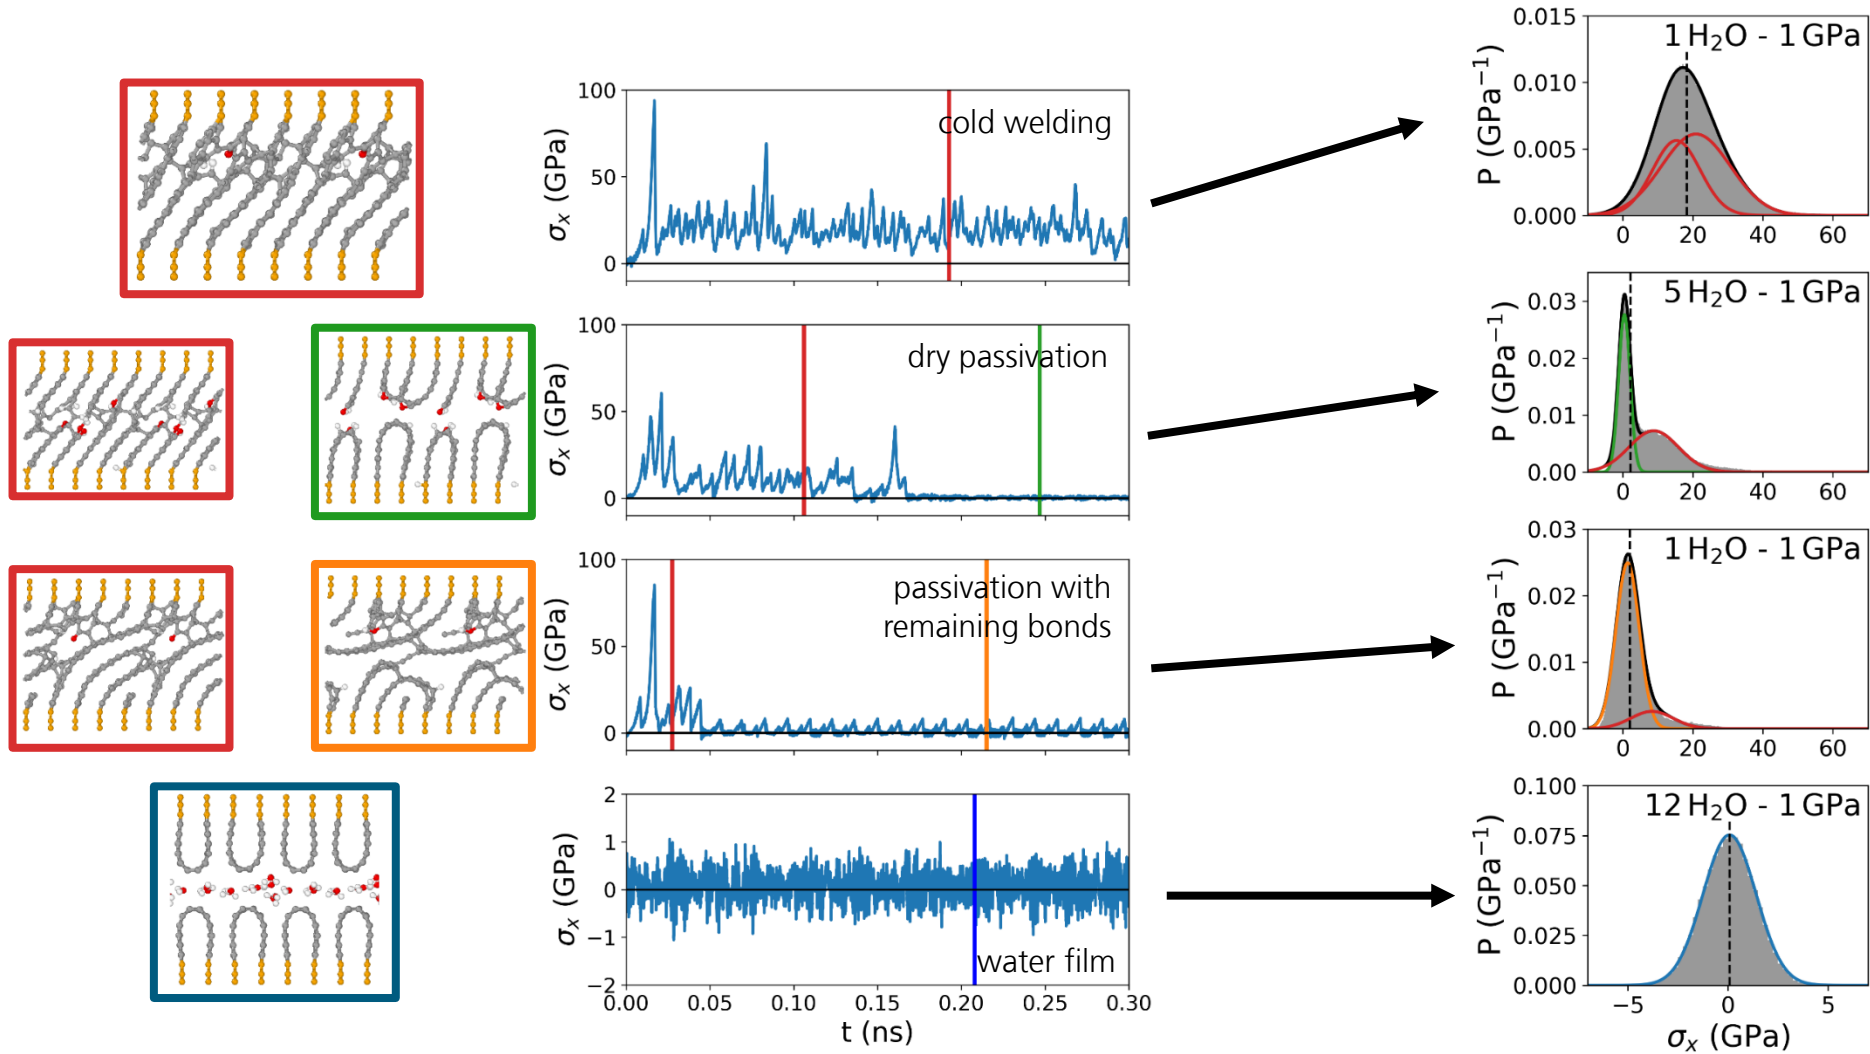 100
50
0
σₓ (GPa)
cold welding
0.015
0.010
0.005
0.000
P (GPa⁻¹)
1 H₂O - 1 GPa
0
20
40
60
100
50
0
σₓ (GPa)
dry passivation
0.03
0.02
0.01
0.00
P (GPa⁻¹)
5 H₂O - 1 GPa
0
20
40
60
100
50
0
σₓ (GPa)
passivation with
remaining bonds
0.03
0.02
0.01
0.00
P (GPa⁻¹)
1 H₂O - 1 GPa
0
20
40
60
2
1
0
−1
−2
σₓ (GPa)
water film
0.00
0.05
0.10
0.15
0.20
0.25
0.30
t (ns)
0.100
0.075
0.050
0.025
0.000
P (GPa⁻¹)
12 H₂O - 1 GPa
−5
0
5
σₓ (GPa)